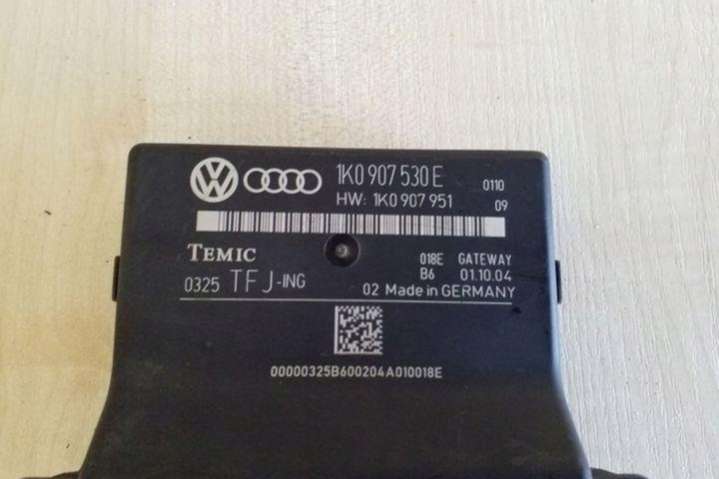 1K0 907 530 E 0110
HW: 1K0 907 951 09
TEMIC 018E GATEWAY
B6 01.10.04
0325 TFJ-ING 02 Made in GERMANY
00000325B600204A010018E